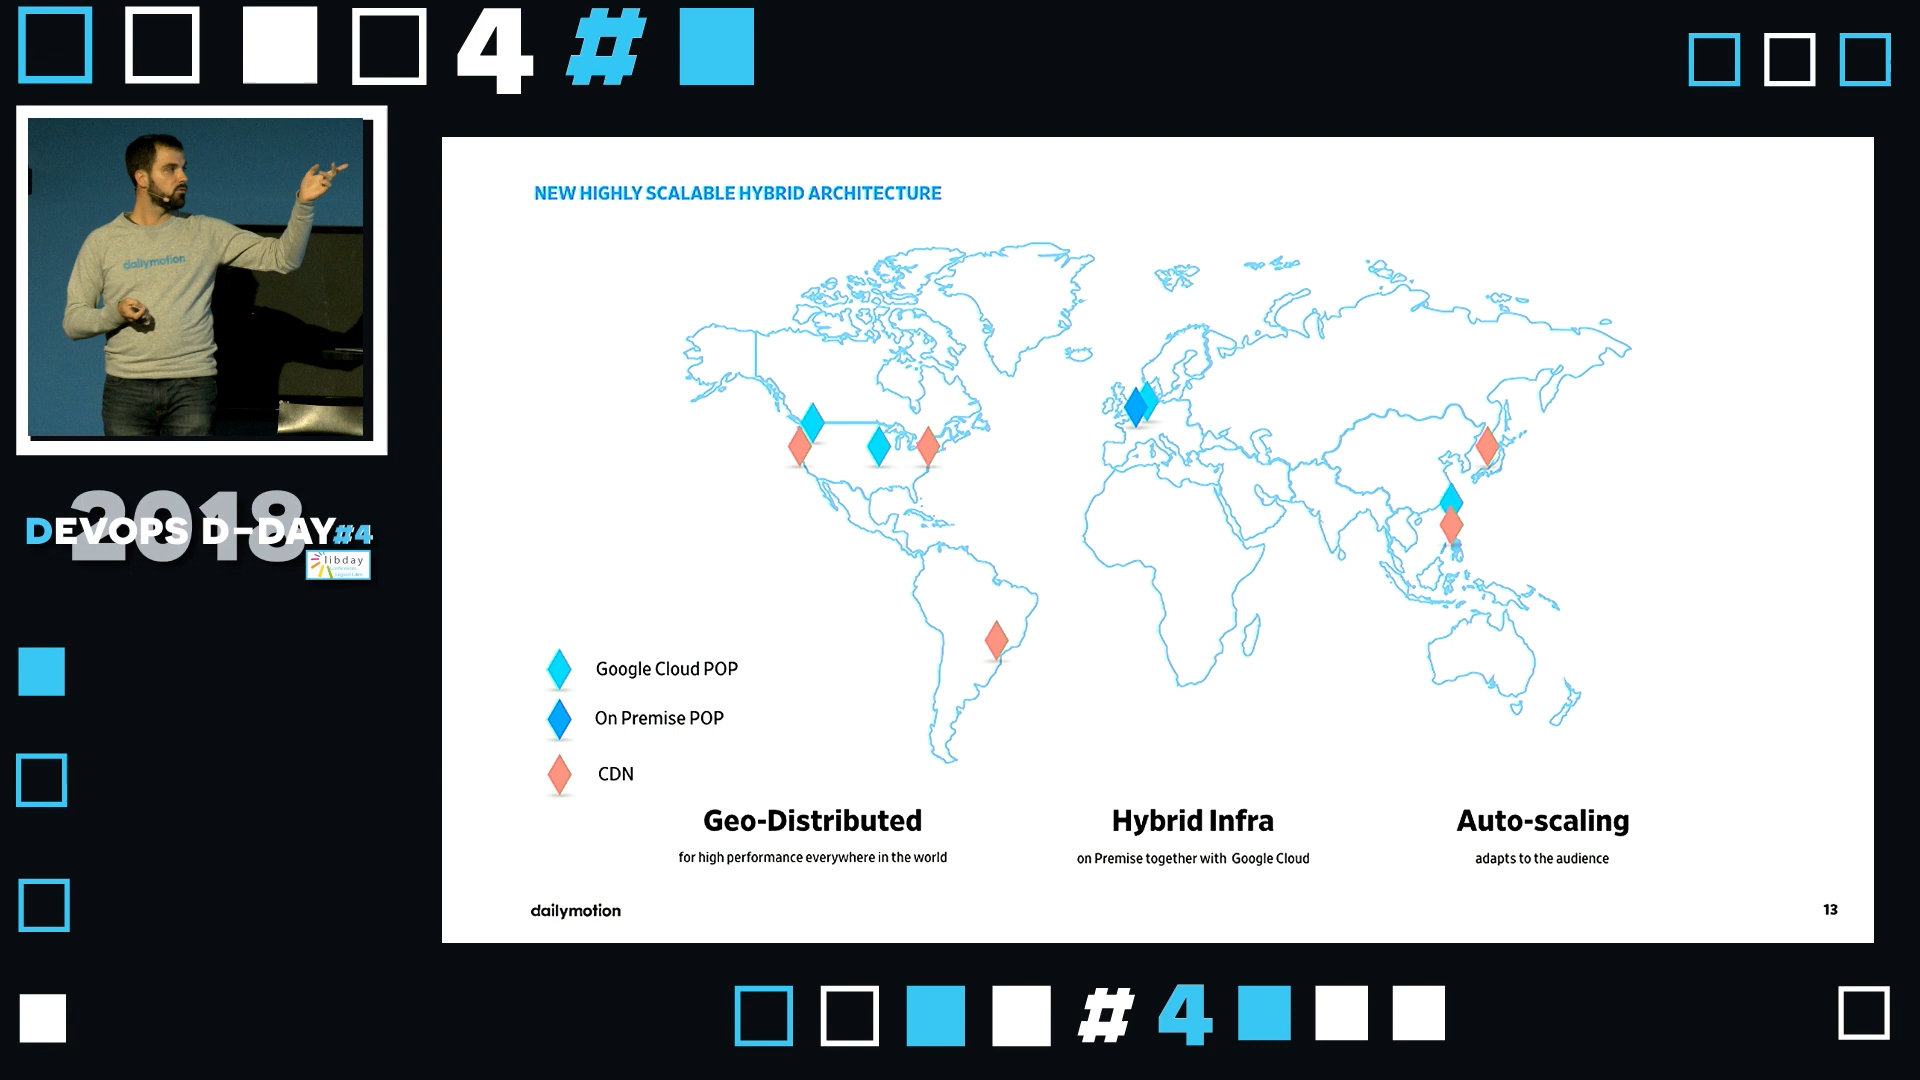 4 #
dailymotion
2018
DEVOPS D-DAY#4
libday
NEW HIGHLY SCALABLE HYBRID ARCHITECTURE
Google Cloud POP
On Premise POP
CDN
Geo-Distributed
for high performance everywhere in the world
Hybrid Infra
on Premise together with Google Cloud
Auto-scaling
adapts to the audience
dailymotion
13
# 4